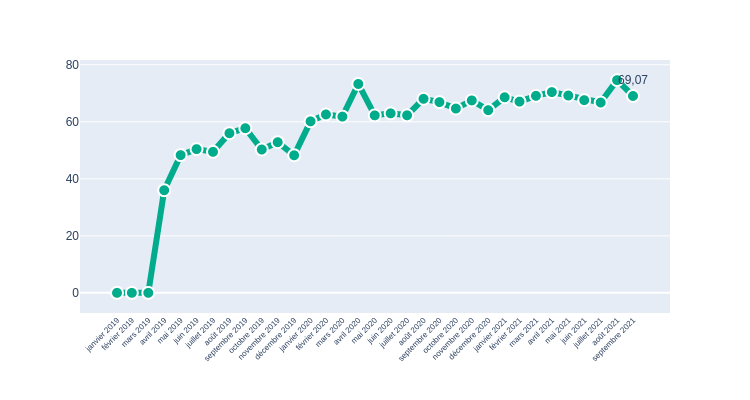 80
69,07
60
40
20
0
janvier 2019
février 2019
mars 2019
avril 2019
mai 2019
juin 2019
juillet 2019
août 2019
septembre 2019
octobre 2019
novembre 2019
décembre 2019
janvier 2020
février 2020
mars 2020
avril 2020
mai 2020
juin 2020
juillet 2020
août 2020
septembre 2020
octobre 2020
novembre 2020
décembre 2020
janvier 2021
février 2021
mars 2021
avril 2021
mai 2021
juin 2021
juillet 2021
août 2021
septembre 2021